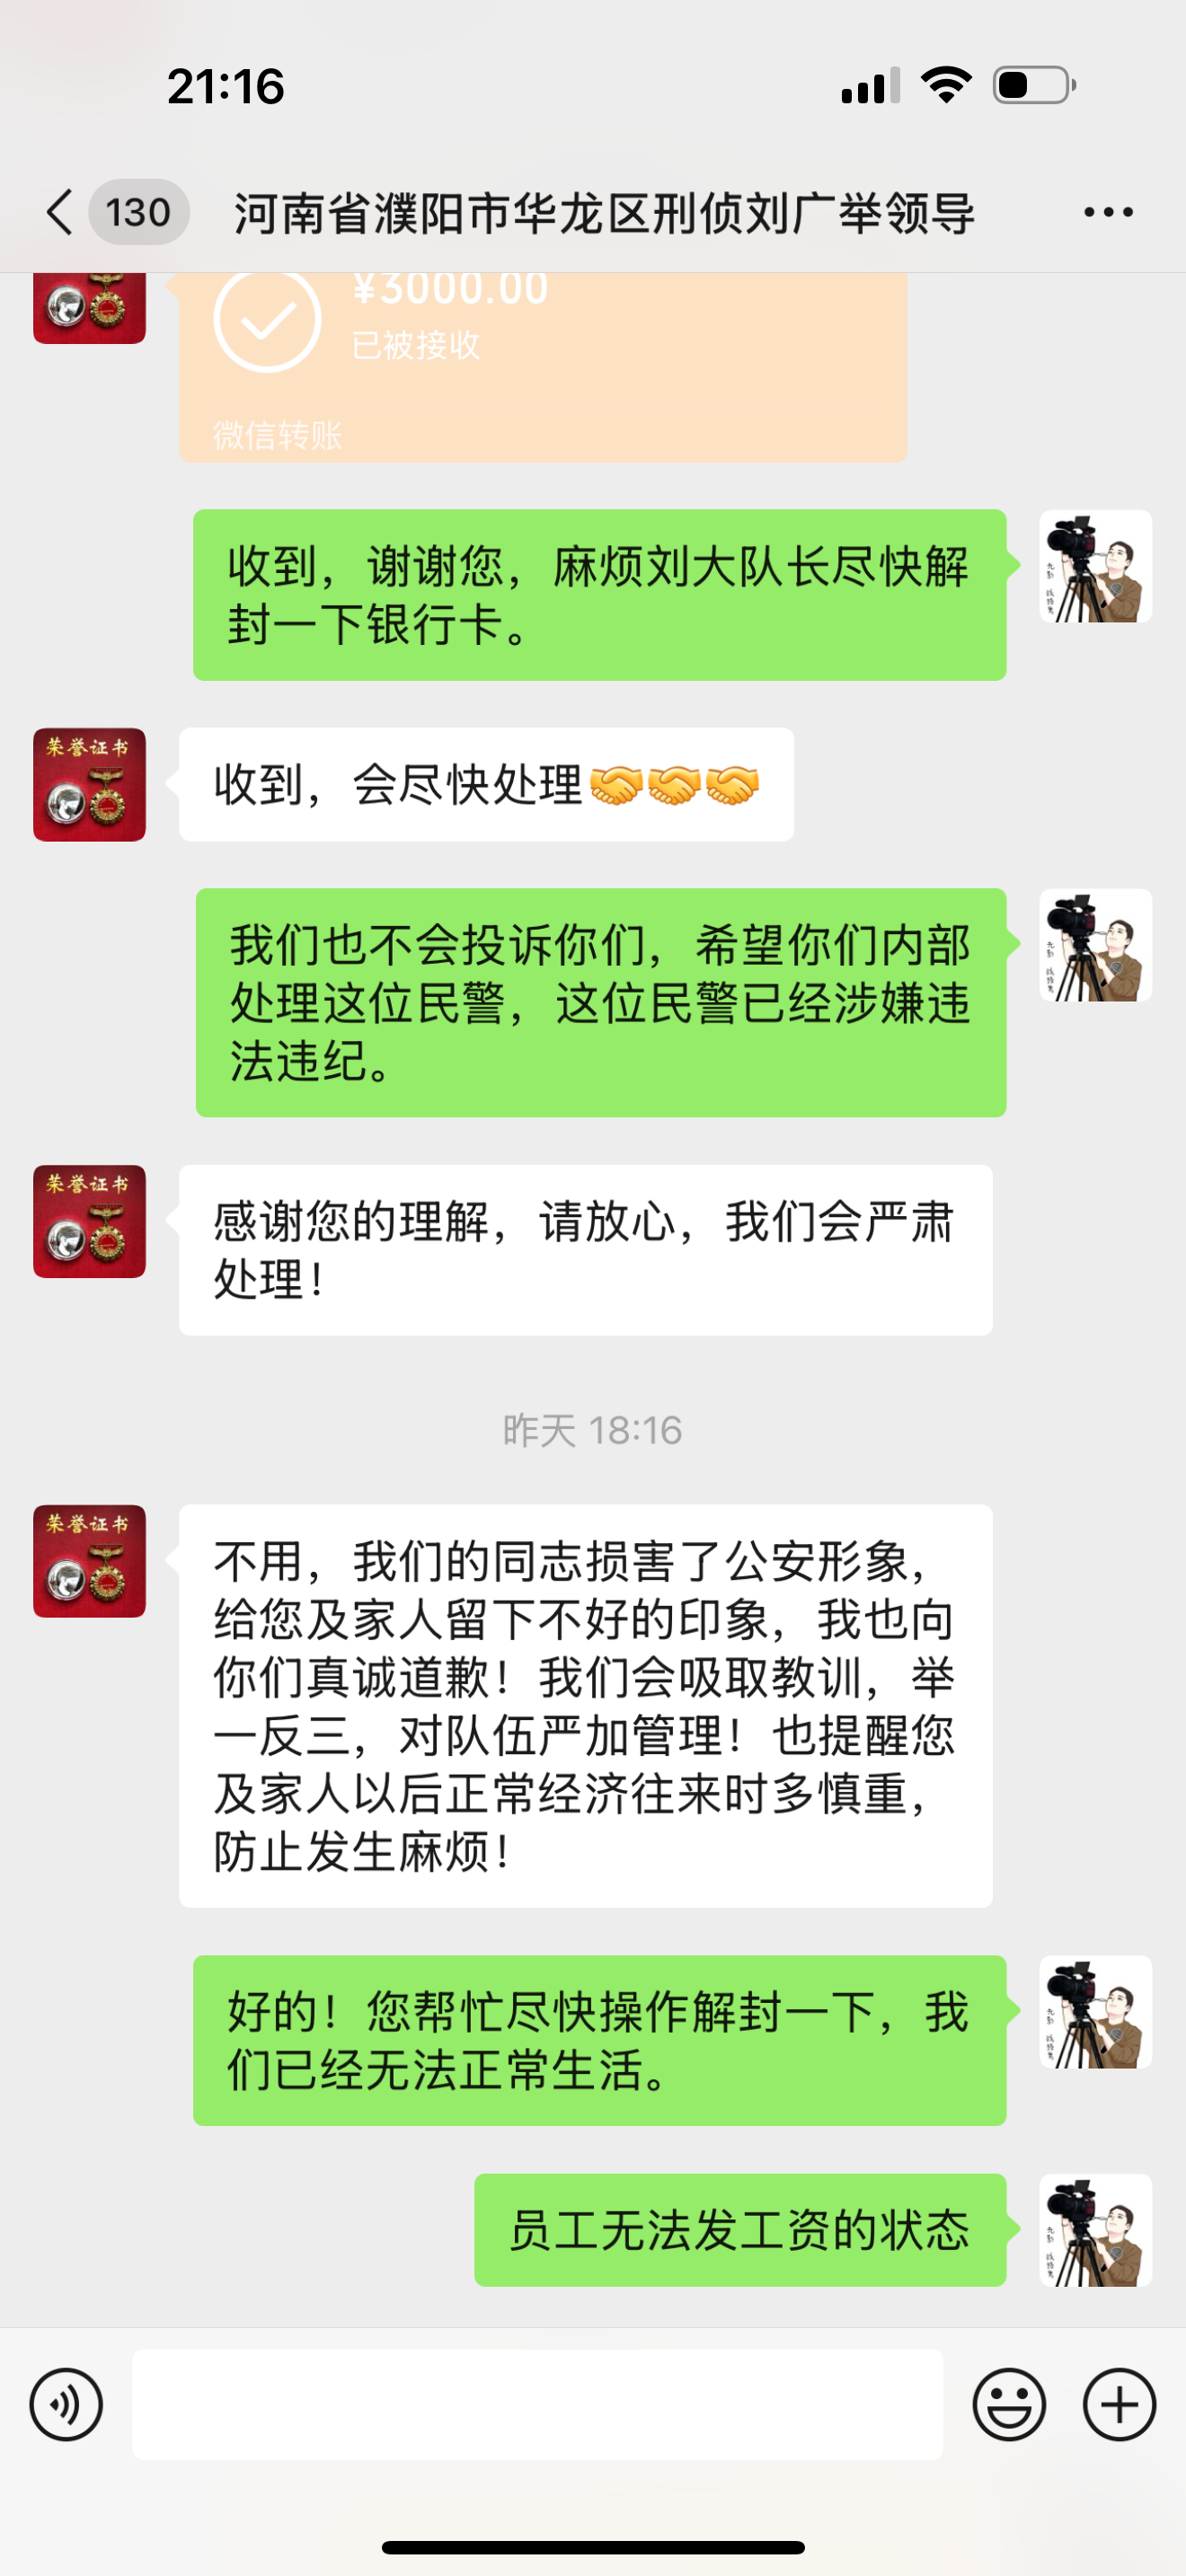 21:16
130
河南省濮阳市华龙区刑侦刘广举领导
¥3000.00
已被接收
微信转账
收到，谢谢您，麻烦刘大队长尽快解
封一下银行卡。
荣誉证书
收到，会尽快处理🤝🤝🤝
我们也不会投诉你们，希望你们内部
处理这位民警，这位民警已经涉嫌违
法违纪。
荣誉证书
感谢您的理解，请放心，我们会严肃
处理！
昨天 18:16
荣誉证书
不用，我们的同志损害了公安形象，
给您及家人留下不好的印象，我也向
你们真诚道歉！我们会吸取教训，举
一反三，对队伍严加管理！也提醒您
及家人以后正常经济往来时多慎重，
防止发生麻烦！
好的！您帮忙尽快操作解封一下，我
们已经无法正常生活。
员工无法发工资的状态